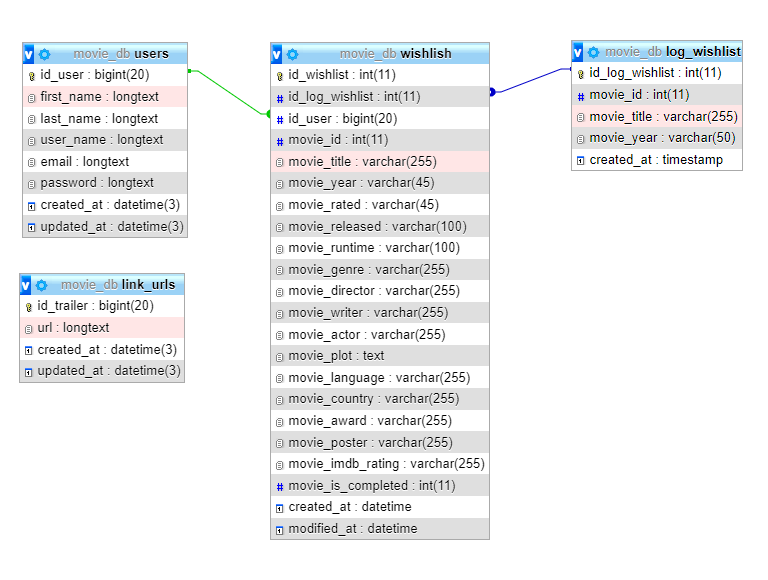 movie_db users
id_user : bigint(20)
first_name : longtext
last_name : longtext
user_name : longtext
email : longtext
password : longtext
created_at : datetime(3)
updated_at : datetime(3)
movie_db link_urls
id_trailer : bigint(20)
url : longtext
created_at : datetime(3)
updated_at : datetime(3)
movie_db wishlish
id_wishlist : int(11)
id_log_wishlist : int(11)
id_user : bigint(20)
movie_id : int(11)
movie_title : varchar(255)
movie_year : varchar(45)
movie_rated : varchar(45)
movie_released : varchar(100)
movie_runtime : varchar(100)
movie_genre : varchar(255)
movie_director : varchar(255)
movie_writer : varchar(255)
movie_actor : varchar(255)
movie_plot : text
movie_language : varchar(255)
movie_country : varchar(255)
movie_award : varchar(255)
movie_poster : varchar(255)
movie_imdb_rating : varchar(255)
movie_is_completed : int(11)
created_at : datetime
modified_at : datetime
movie_db log_wishlist
id_log_wishlist : int(11)
movie_id : int(11)
movie_title : varchar(255)
movie_year : varchar(50)
created_at : timestamp